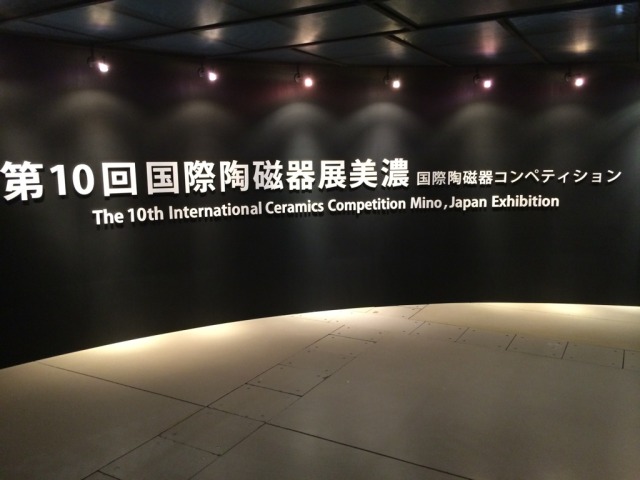 第10回 国際陶磁器展美濃 国際陶磁器コンペティション
The 10th International Ceramics Competition Mino, Japan Exhibition